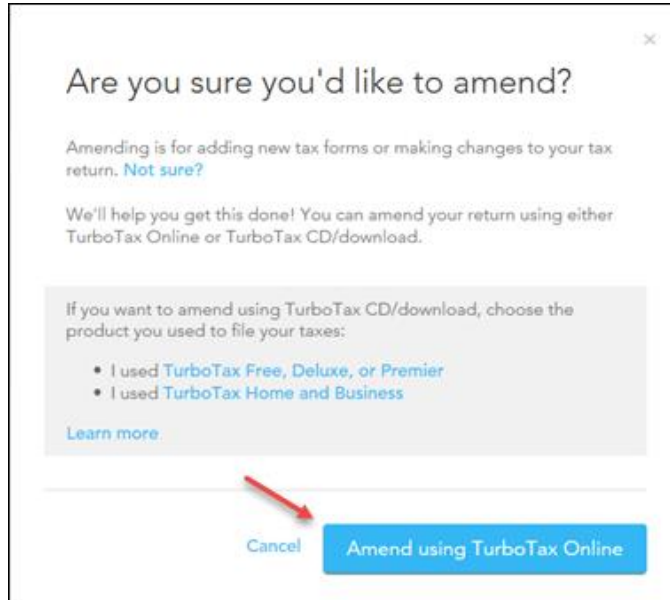 Are you sure you'd like to amend?
Amending is for adding new tax forms or making changes to your tax
return. Not sure?
We'll help you get this done! You can amend your return using either
TurboTax Online or TurboTax CD/download.
If you want to amend using TurboTax CD/download, choose the
product you used to file your taxes:
• I used TurboTax Free, Deluxe, or Premier
• I used TurboTax Home and Business
Learn more
Cancel Amend using TurboTax Online